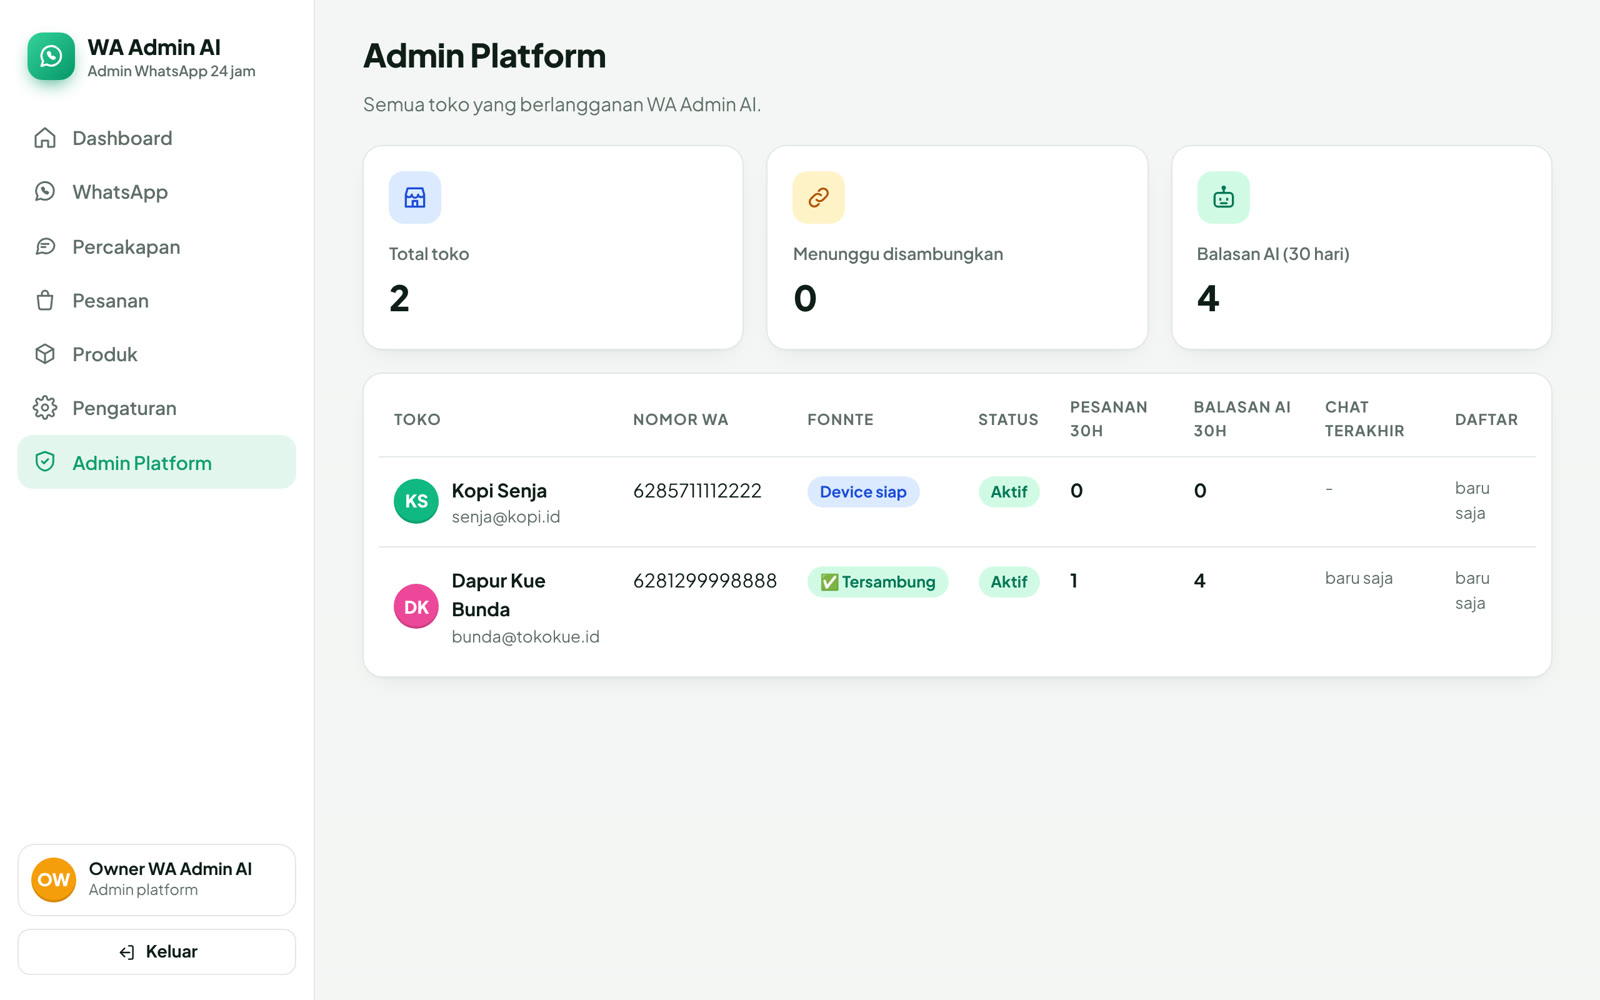 WA Admin AI
Admin WhatsApp 24 jam
Dashboard
WhatsApp
Percakapan
Pesanan
Produk
Pengaturan
Admin Platform
OW
Owner WA Admin AI
Admin platform
Keluar
Admin Platform
Semua toko yang berlangganan WA Admin AI.
Total toko
2
Menunggu disambungkan
0
Balasan AI (30 hari)
4
TOKO NOMOR WA FONNTE STATUS PESANAN 30H BALASAN AI 30H CHAT TERAKHIR DAFTAR
KS Kopi Senja 6285711112222 Device siap Aktif 0 0 - baru saja
senja@kopi.id
DK Dapur Kue Bunda 6281299998888 ✅ Tersambung Aktif 1 4 baru saja baru saja
bunda@tokokue.id